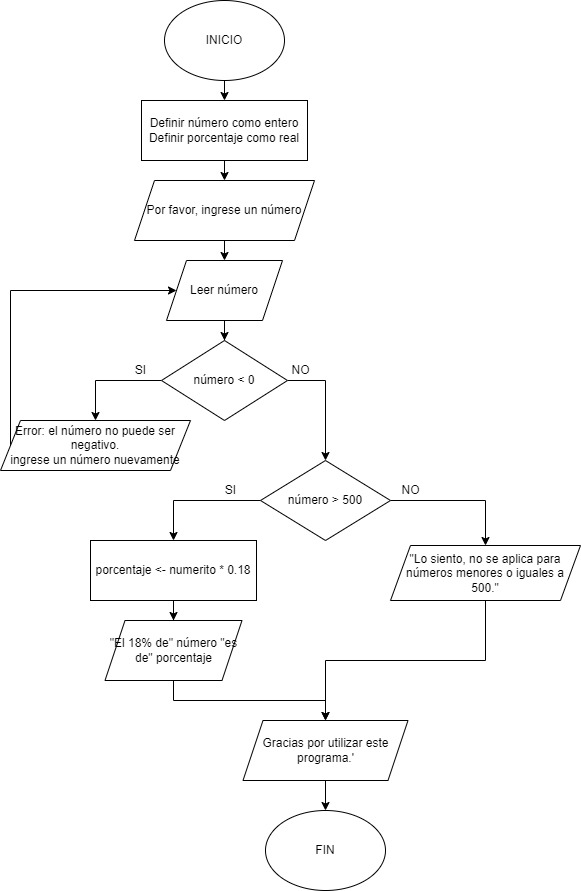 INICIO
Definir número como entero
Definir porcentaje como real
Por favor, ingrese un número
Leer número
SI
NO
número < 0
Error: el número no puede ser
negativo.
ingrese un número nuevamente
SI
NO
número > 500
porcentaje <- numerito * 0.18
"Lo siento, no se aplica para
números menores o iguales a
500."
"El 18% de" número "es
de" porcentaje
Gracias por utilizar este
programa.'
FIN